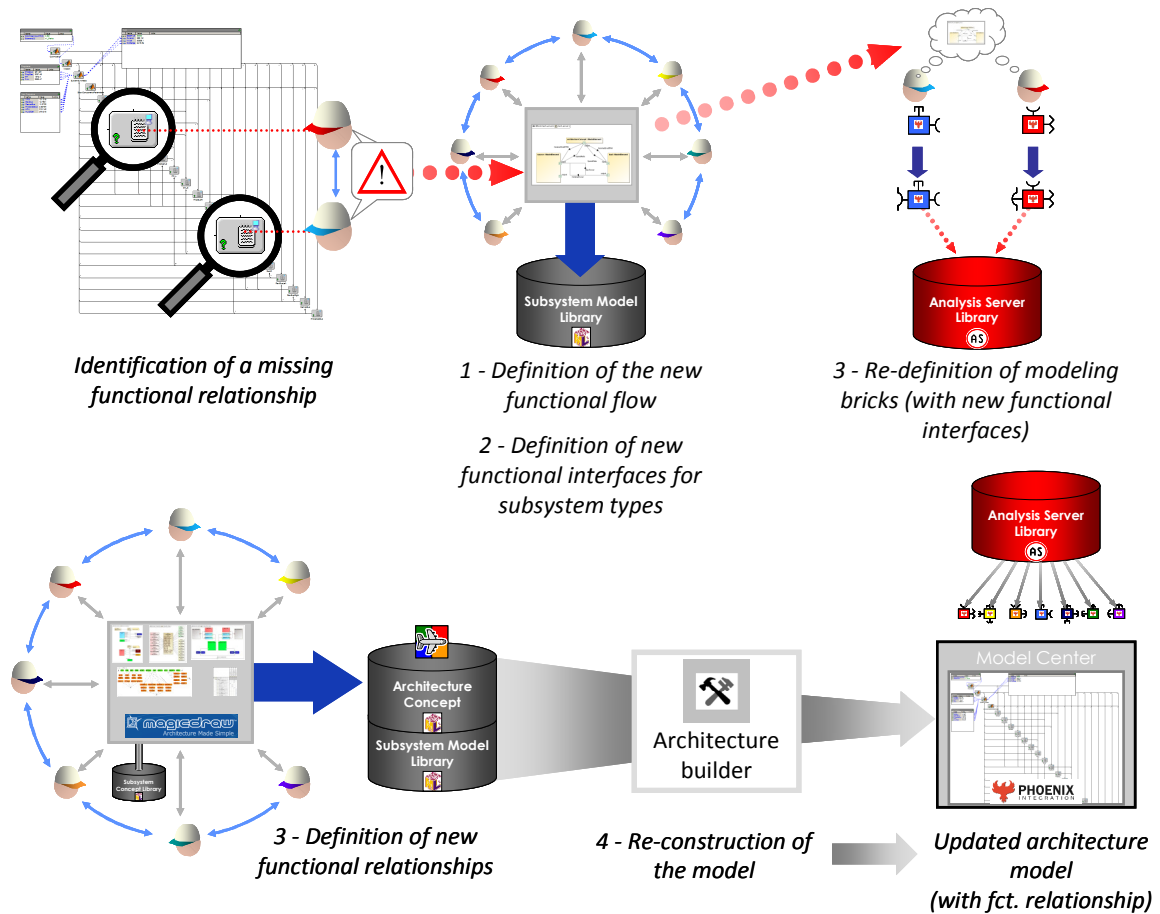 Identification of a missing
functional relationship
!
Subsystem Model
Library
1 - Definition of the new
functional flow
2 - Definition of new
functional interfaces for
subsystem types
Analysis Server
Library
AS
3 - Re-definition of modeling
bricks (with new functional
interfaces)
magicdraw
Architecture Made Simple
Subsystem
Concept Library
Architecture
Concept
Subsystem Model
Library
3 - Definition of new
functional relationships
Architecture
builder
4 - Re-construction of
the model
Analysis Server
Library
AS
Model Center
PHOENIX
INTEGRATION
Updated architecture
model
(with fct. relationship)